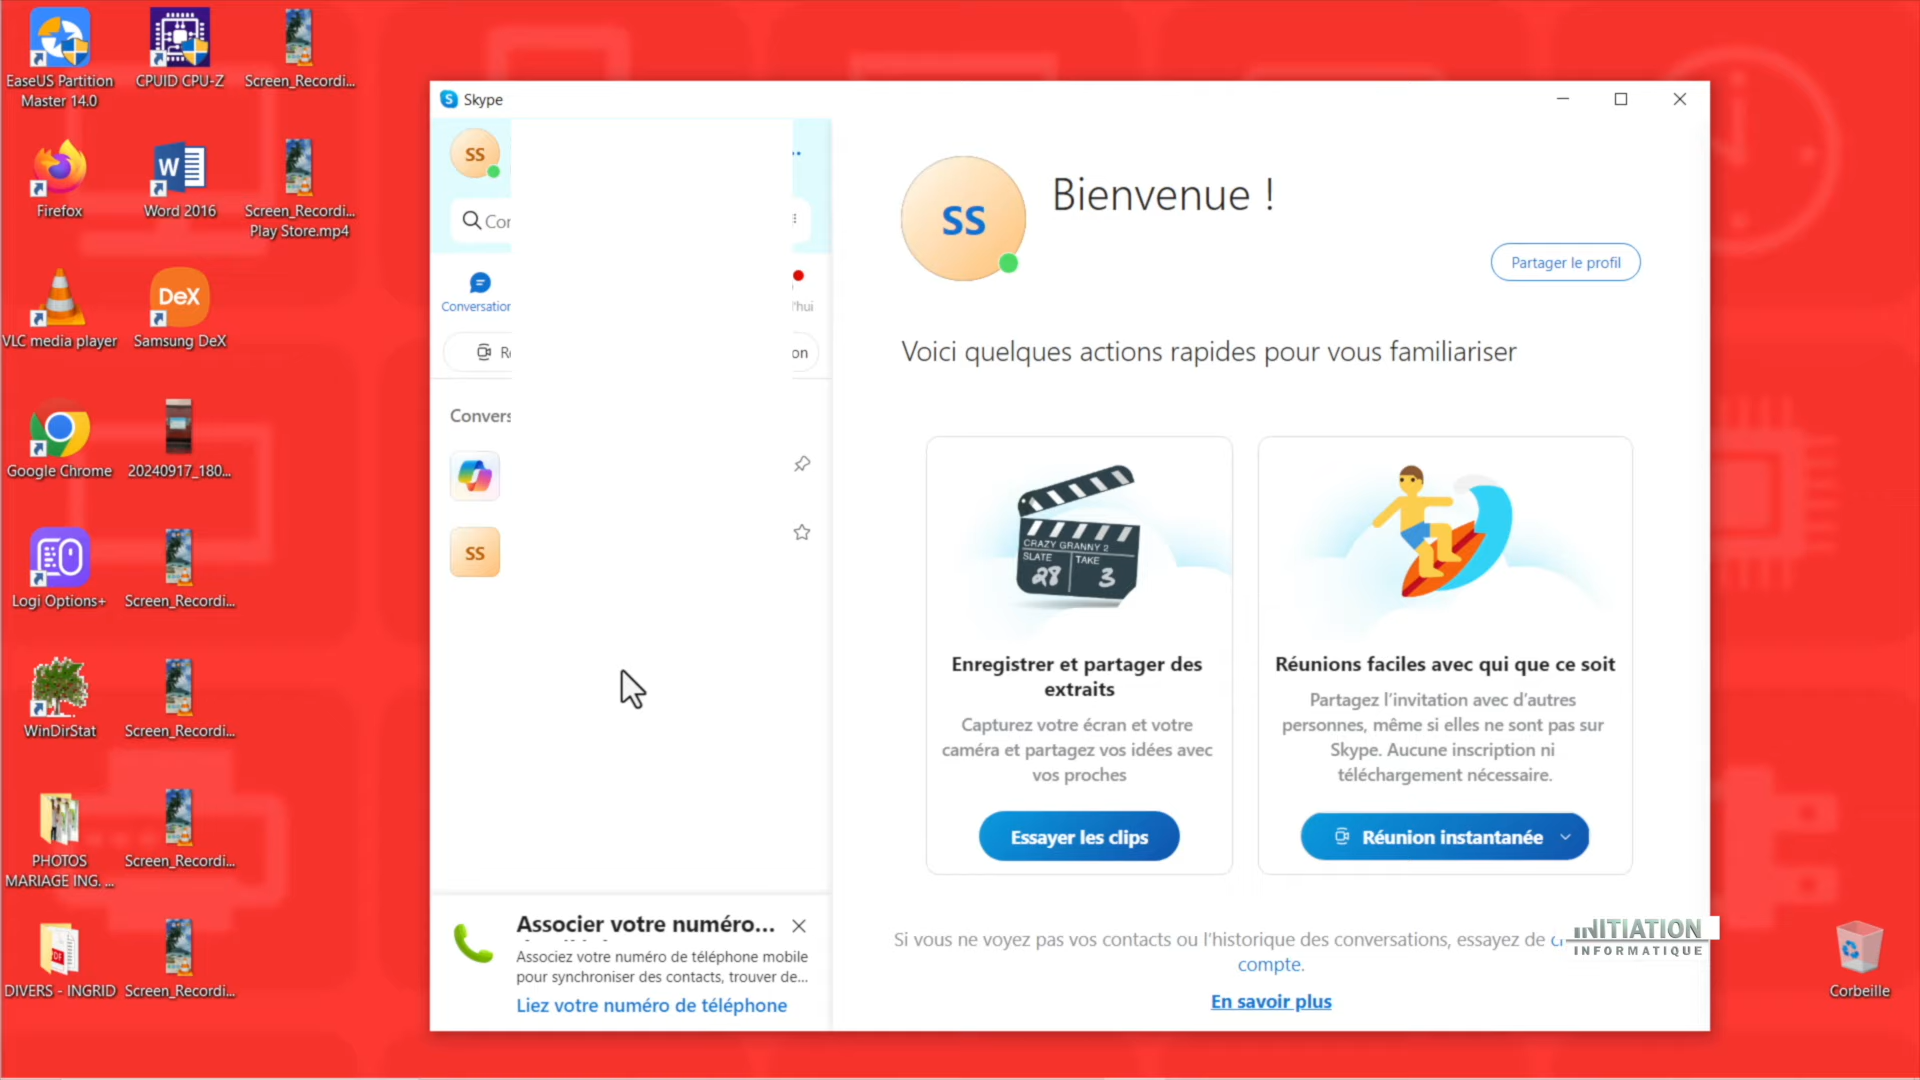 EaseUS Partition
Master 14.0
CPUID CPU-Z
Screen_Recordi...
Firefox
Word 2016
Screen_Recordi...
Play Store.mp4
VLC media player
DeX
Samsung DeX
Google Chrome
20240917_180...
Logi Options+
Screen_Recordi...
WinDirStat
Screen_Recordi...
PHOTOS
MARIAGE ING. ...
Screen_Recordi...
PDF
DIVERS - INGRID
Screen_Recordi...
Skype
SS
Conversation
Convers
SS
Associer votre numéro...
Associez votre numéro de téléphone mobile
pour synchroniser des contacts, trouver de...
Liez votre numéro de téléphone
SS
Bienvenue !
Partager le profil
Voici quelques actions rapides pour vous familiariser
CRAZY GRANNY 2
SLATE TAKE
28 3
Enregistrer et partager des
extraits
Capturez votre écran et votre
caméra et partagez vos idées avec
vos proches
Essayer les clips
Réunions faciles avec qui que ce soit
Partagez l'invitation avec d'autres
personnes, même si elles ne sont pas sur
Skype. Aucune inscription ni
téléchargement nécessaire.
Réunion instantanée
Si vous ne voyez pas vos contacts ou l'historique des conversations, essayez de
compte.
En savoir plus
INITIATION
INFORMATIQUE
Corbeille